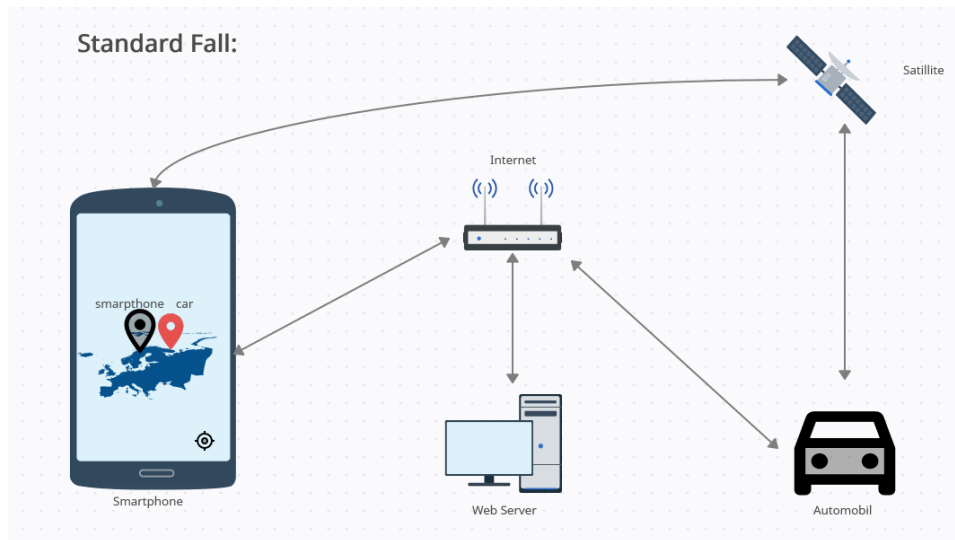 Standard Fall:
Satillite
Internet
smarpthone car
Smartphone
Web Server
Automobil